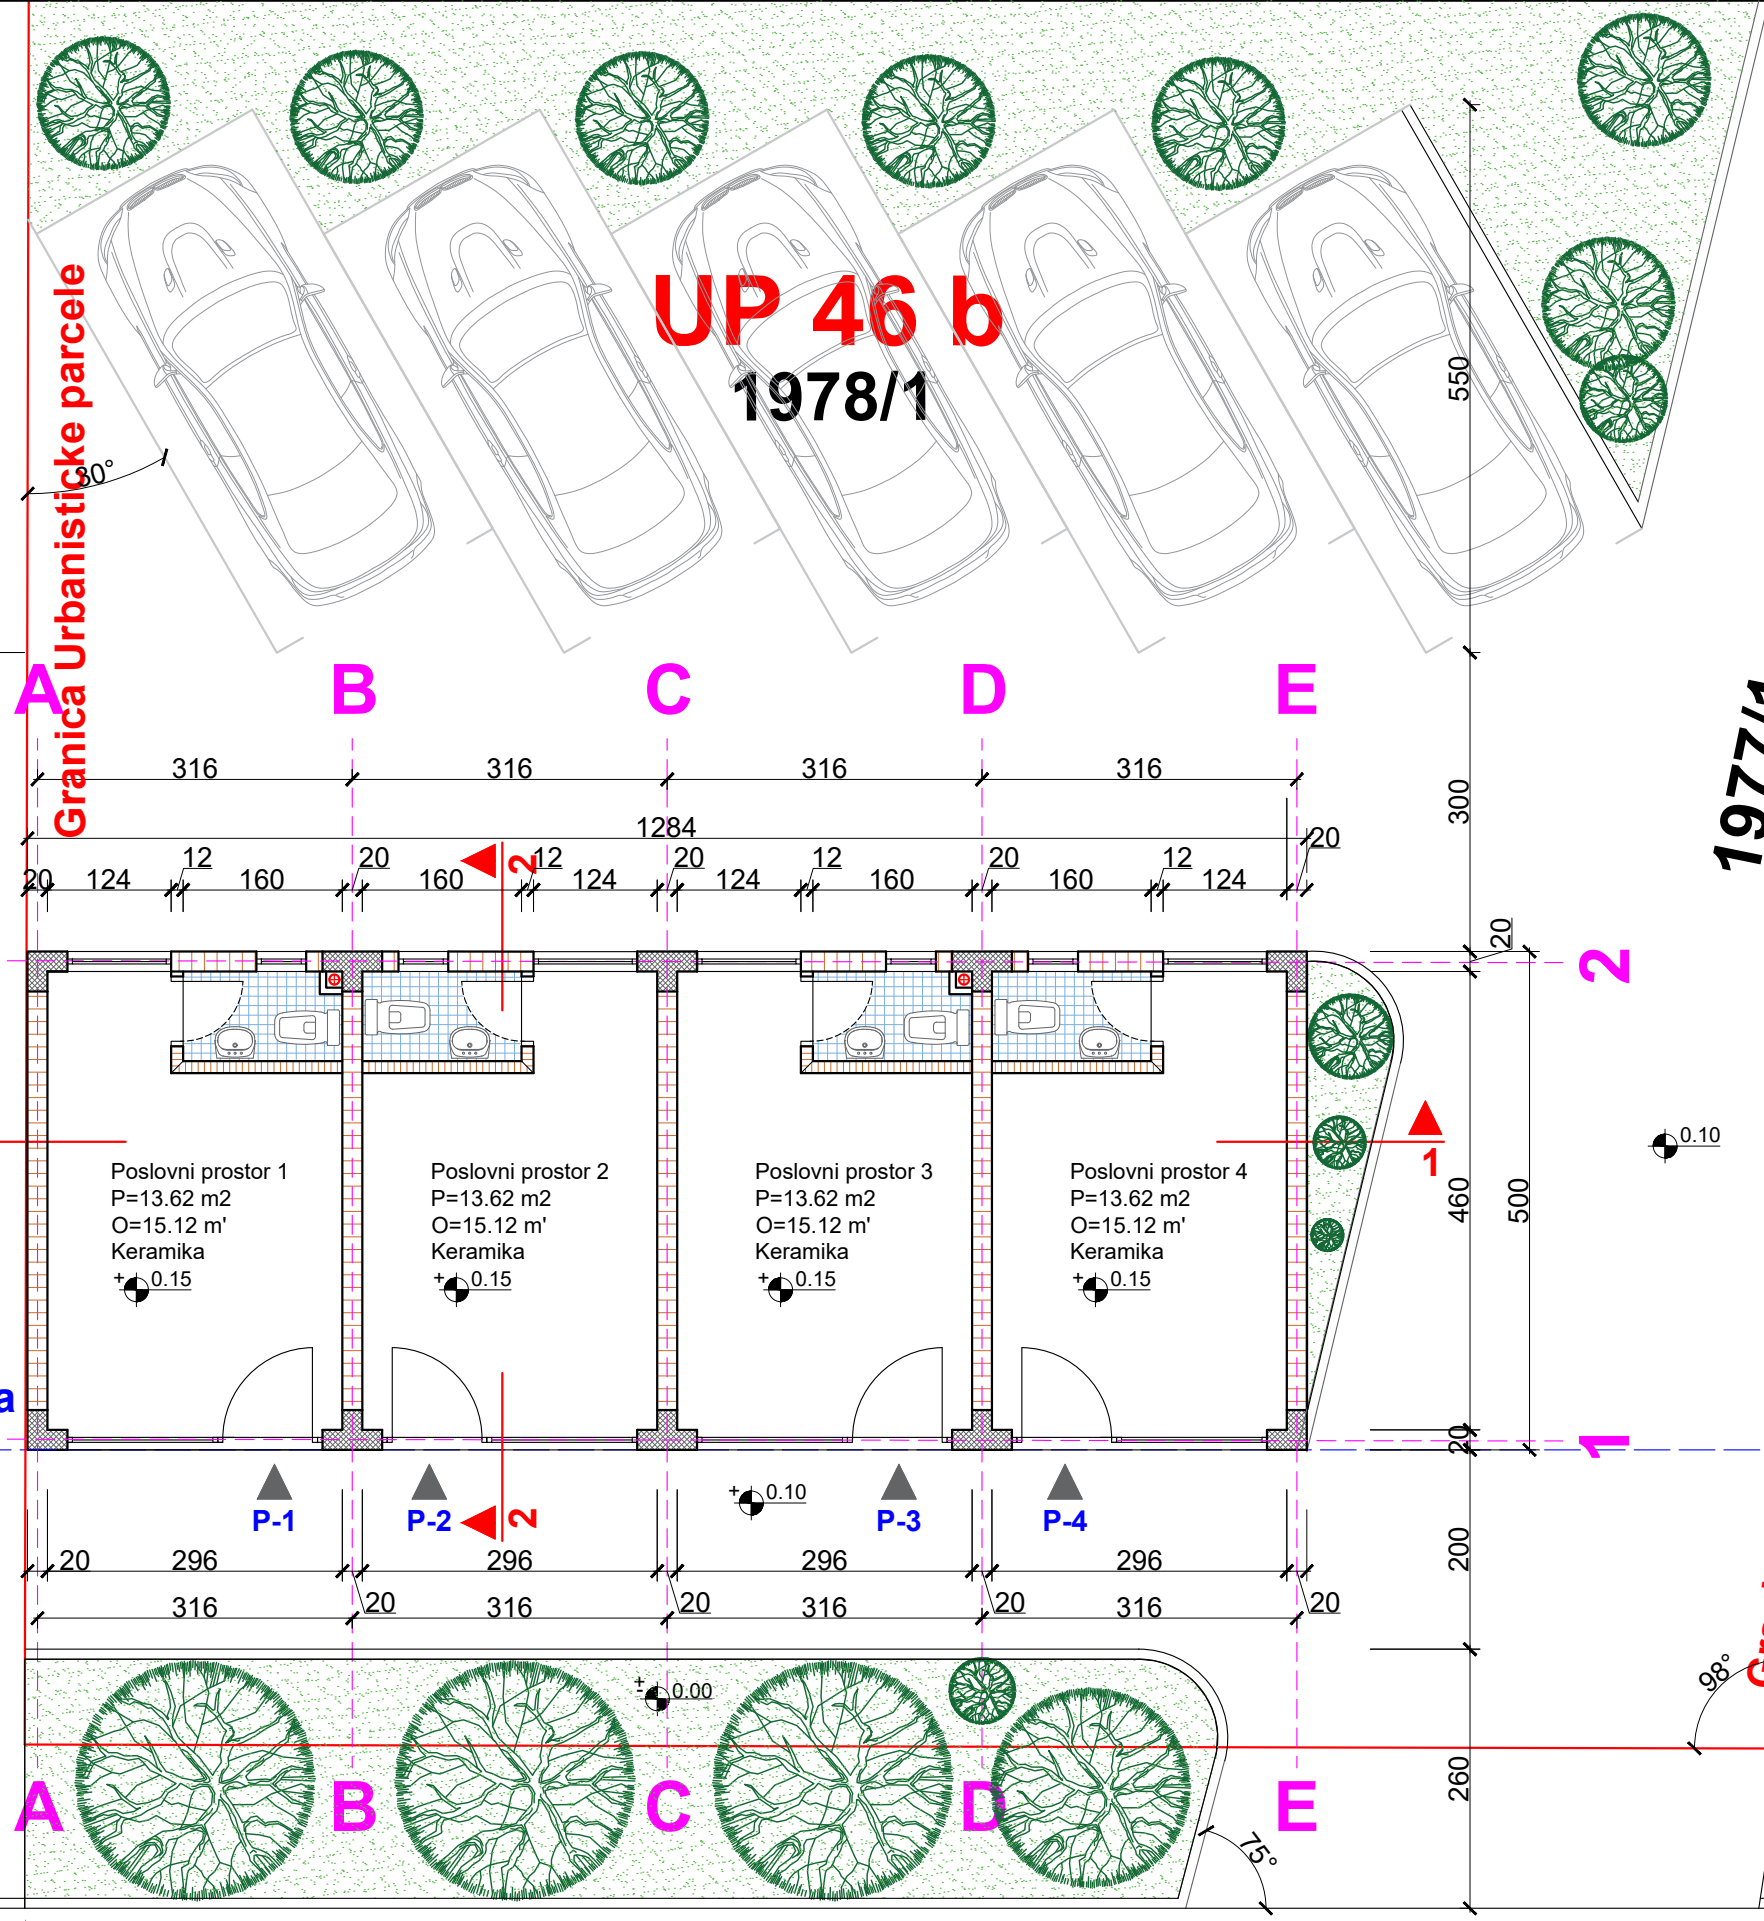 UP 46 b
1978/1
550
30°
Granica Urbanisticke parcele
A B C D E
1977/1
316 316 316 316
300
1284
20
12 20 2 12 20 12 20 12
20 124 160 160 124 124 160 160 124
20
2
0.10
1
Poslovni prostor 1
P=13.62 m2
O=15.12 m'
Keramika
+ 0.15
Poslovni prostor 2
P=13.62 m2
O=15.12 m'
Keramika
+ 0.15
Poslovni prostor 3
P=13.62 m2
O=15.12 m'
Keramika
+ 0.15
Poslovni prostor 4
P=13.62 m2
O=15.12 m'
Keramika
+ 0.15
460
500
a
20
1
P-1 P-2 2 P-3 P-4
+ 0.10
200
20 296 296 296 296
20 20 20 20
316 316 316 316
98°
± 0.00
260
A B C D E
75°